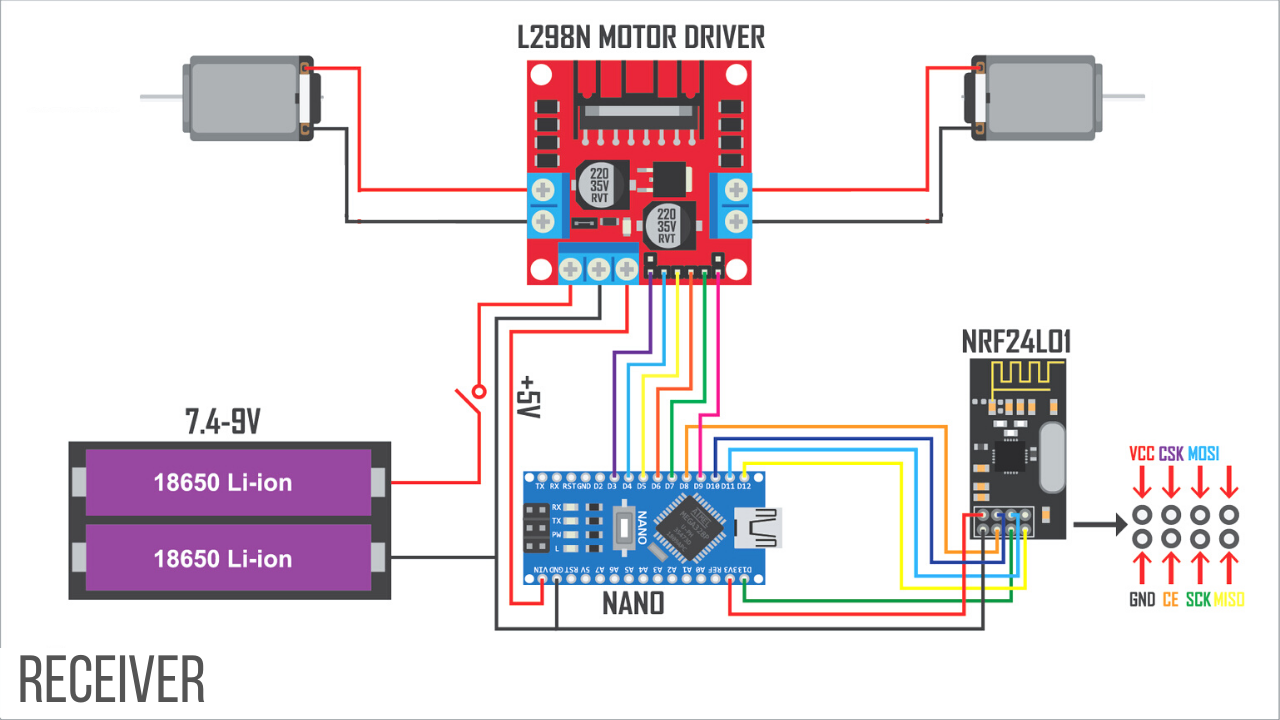 L298N MOTOR DRIVER
220
35V
RVT
220
35V
RVT
NRF24L01
+5V
7.4-9V
18650 Li-ion
18650 Li-ion
VCC CSK MOSI
GND CE SCK MISO
TX RX RST GND D2 D3 D4 D5 D6 D7 D8 D9 D10 D11 D12
RX
TX
PW
L
NANO
VIN GND RST 5V A7 A6 A5 A4 A3 A2 A1 A0 REF 3V3 D13
NANO
RECEIVER